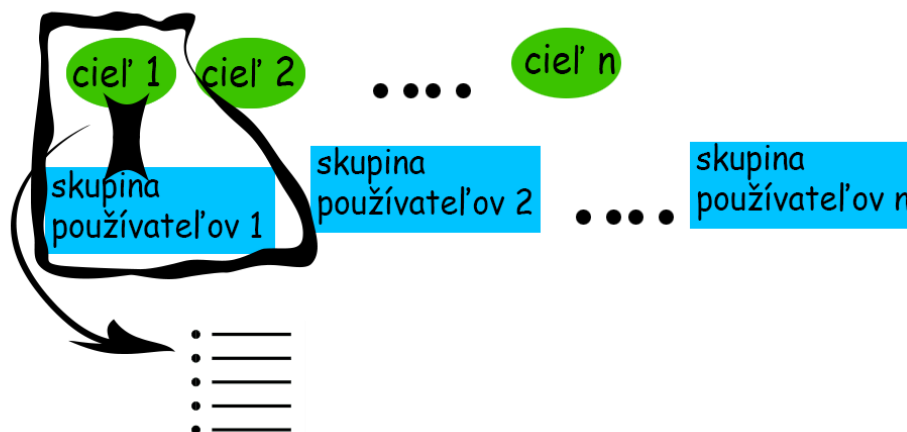 cieľ 1
cieľ 2
cieľ n
skupina
používateľov 1
skupina
používateľov 2
skupina
používateľov n